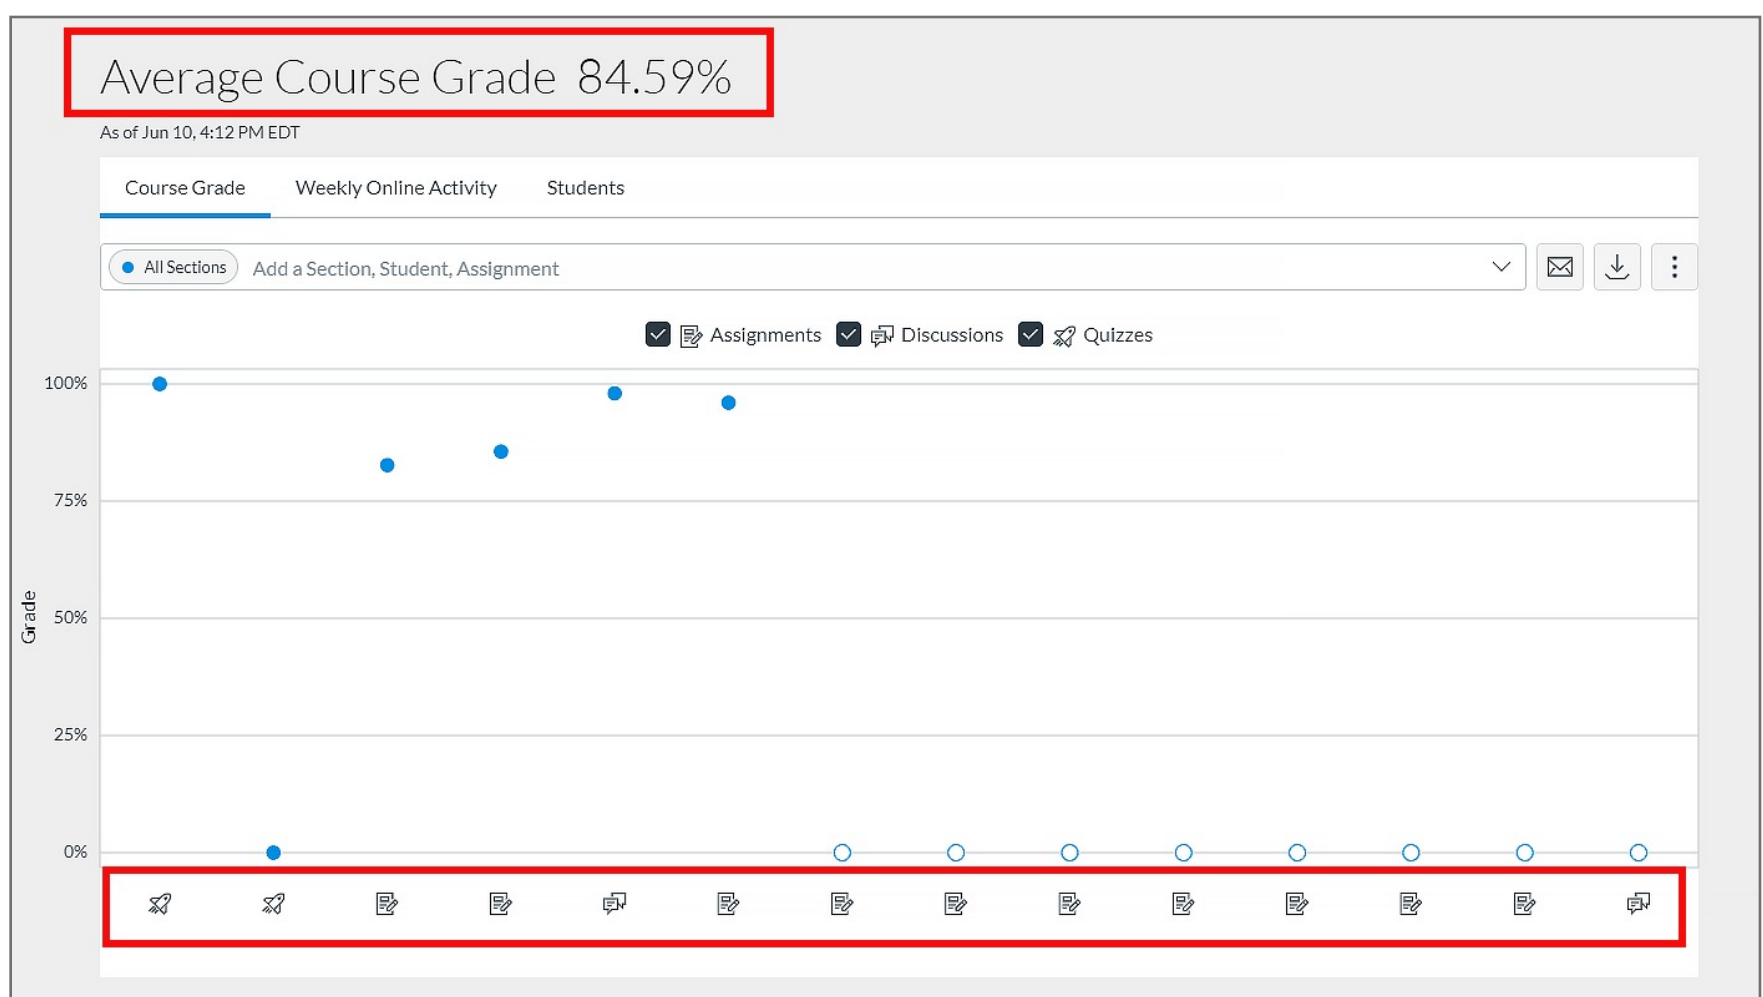 Average Course Grade 84.59%
As of Jun 10, 4:12 PM EDT
Course Grade Weekly Online Activity Students
All Sections Add a Section, Student, Assignment
Assignments Discussions Quizzes
100%
75%
50%
25%
0%
Grade